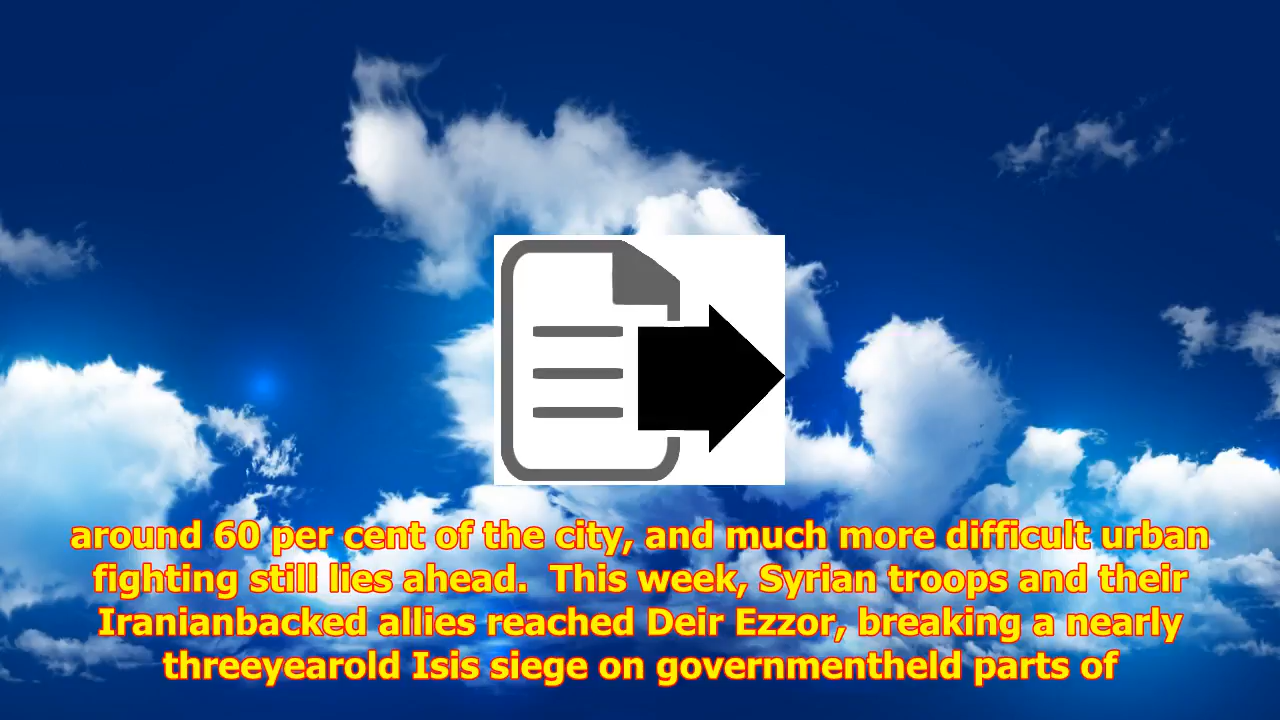 around 60 per cent of the city, and much more difficult urban
fighting still lies ahead.  This week, Syrian troops and their
Iranianbacked allies reached Deir Ezzor, breaking a nearly
threeyearold Isis siege on governmentheld parts of